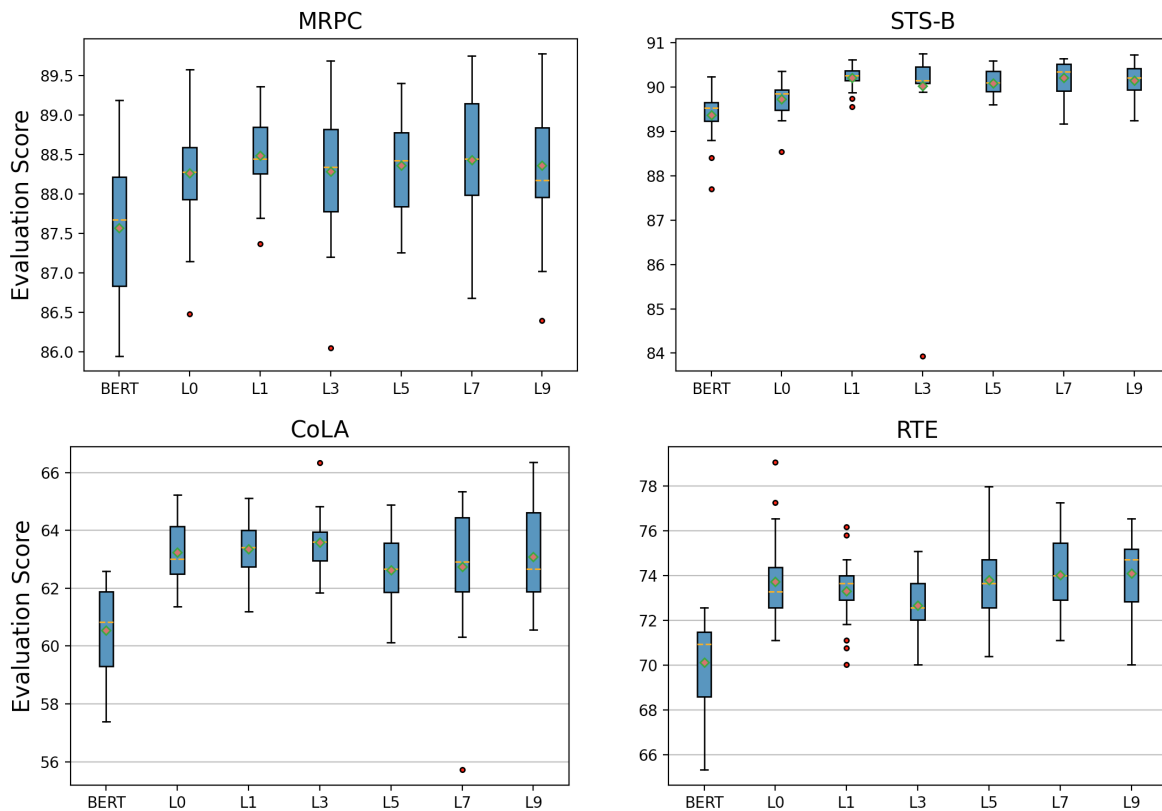 MRPC
Evaluation Score
89.5
89.0
88.5
88.0
87.5
87.0
86.5
86.0
BERT L0 L1 L3 L5 L7 L9
STS-B
91
90
89
88
87
86
85
84
BERT L0 L1 L3 L5 L7 L9
CoLA
Evaluation Score
66
64
62
60
58
56
BERT L0 L1 L3 L5 L7 L9
RTE
78
76
74
72
70
68
66
BERT L0 L1 L3 L5 L7 L9